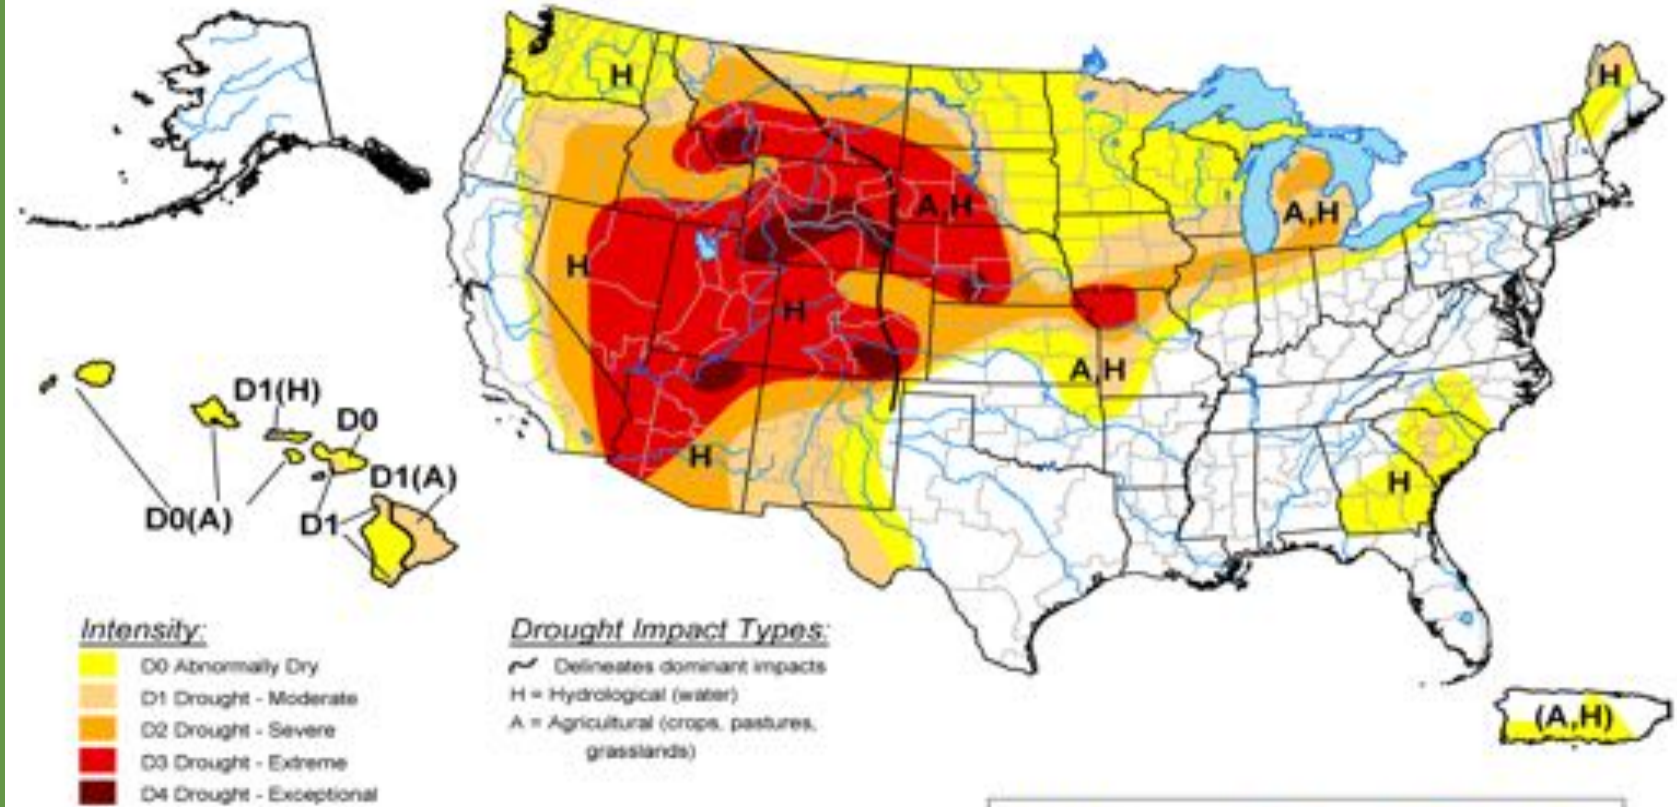 H
H
A,H
A,H
H
H
A,H
H
H
D1(H)
D0
D1(A)
D0(A)
D1
(A,H)
Intensity:
D0 Abnormally Dry
D1 Drought - Moderate
D2 Drought - Severe
D3 Drought - Extreme
D4 Drought - Exceptional
Drought Impact Types:
Delineates dominant impacts
H = Hydrological (water)
A = Agricultural (crops, pastures,
grasslands)